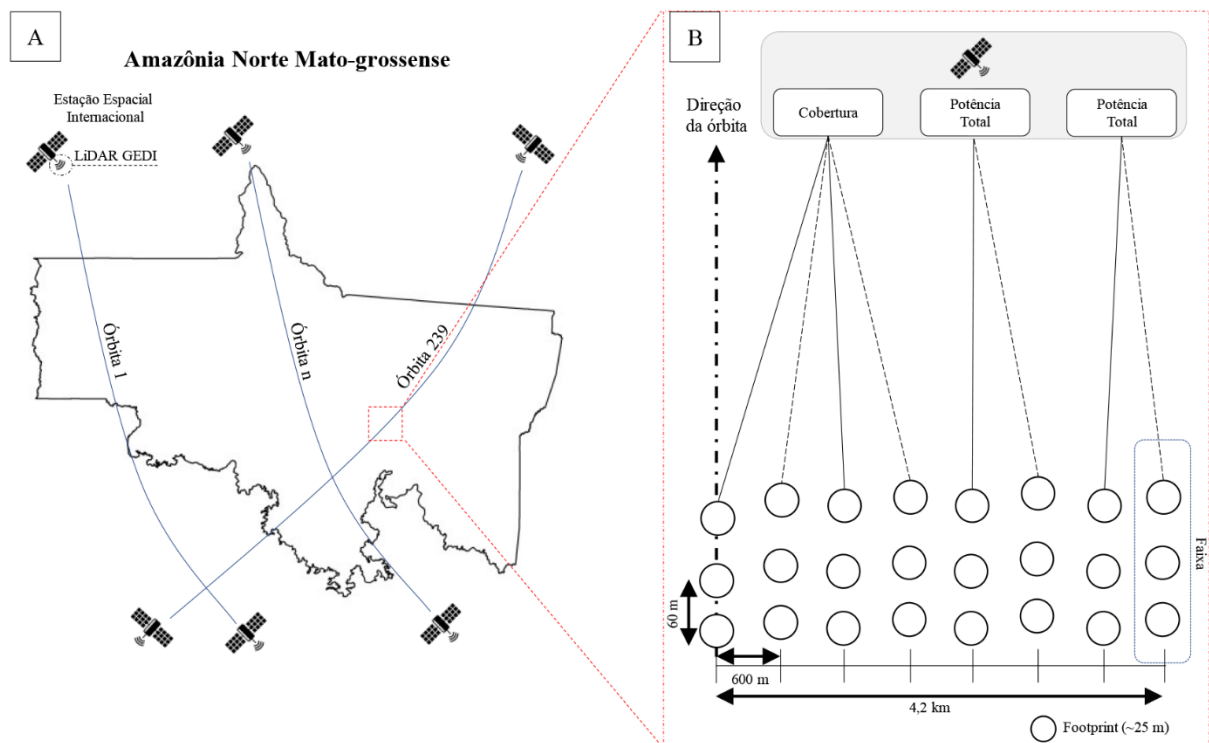 A
Amazônia Norte Mato-grossense
Estação Espacial
Internacional
LiDAR GEDI
Órbita 1
Órbita n
Órbita 239
B
Direção
da órbita
Cobertura
Potência
Total
Potência
Total
Faixa
60 m
600 m
4,2 km
Footprint (~25 m)